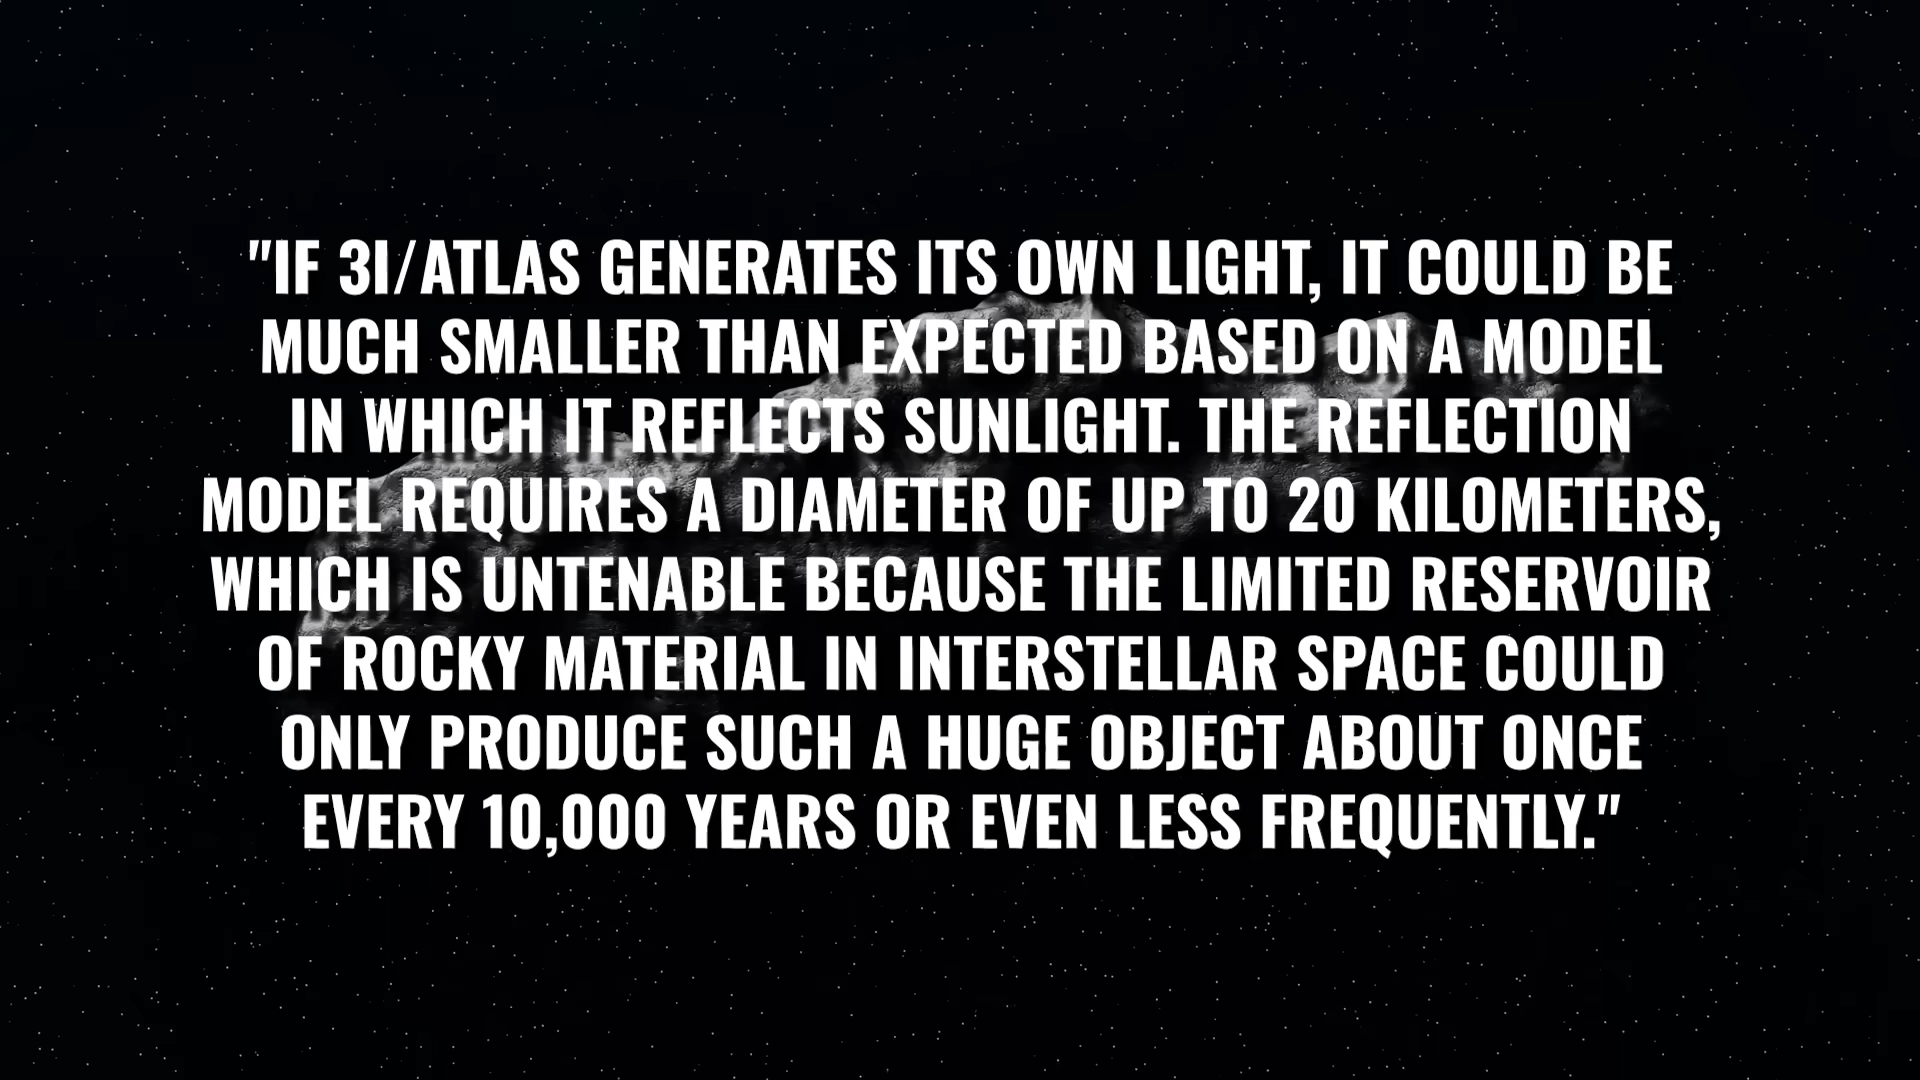 "IF 3I/ATLAS GENERATES ITS OWN LIGHT, IT COULD BE
MUCH SMALLER THAN EXPECTED BASED ON A MODEL
IN WHICH IT REFLECTS SUNLIGHT. THE REFLECTION
MODEL REQUIRES A DIAMETER OF UP TO 20 KILOMETERS,
WHICH IS UNTENABLE BECAUSE THE LIMITED RESERVOIR
OF ROCKY MATERIAL IN INTERSTELLAR SPACE COULD
ONLY PRODUCE SUCH A HUGE OBJECT ABOUT ONCE
EVERY 10,000 YEARS OR EVEN LESS FREQUENTLY."